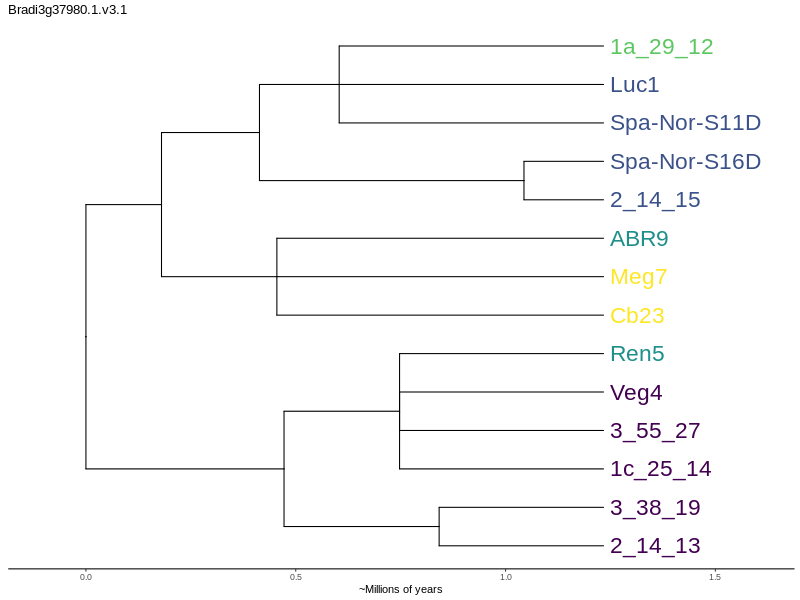 Bradi3g37980.1.v3.1
1a_29_12
Luc1
Spa-Nor-S11D
Spa-Nor-S16D
2_14_15
ABR9
Meg7
Cb23
Ren5
Veg4
3_55_27
1c_25_14
3_38_19
2_14_13
0.0 0.5 1.0 1.5
~Millions of years